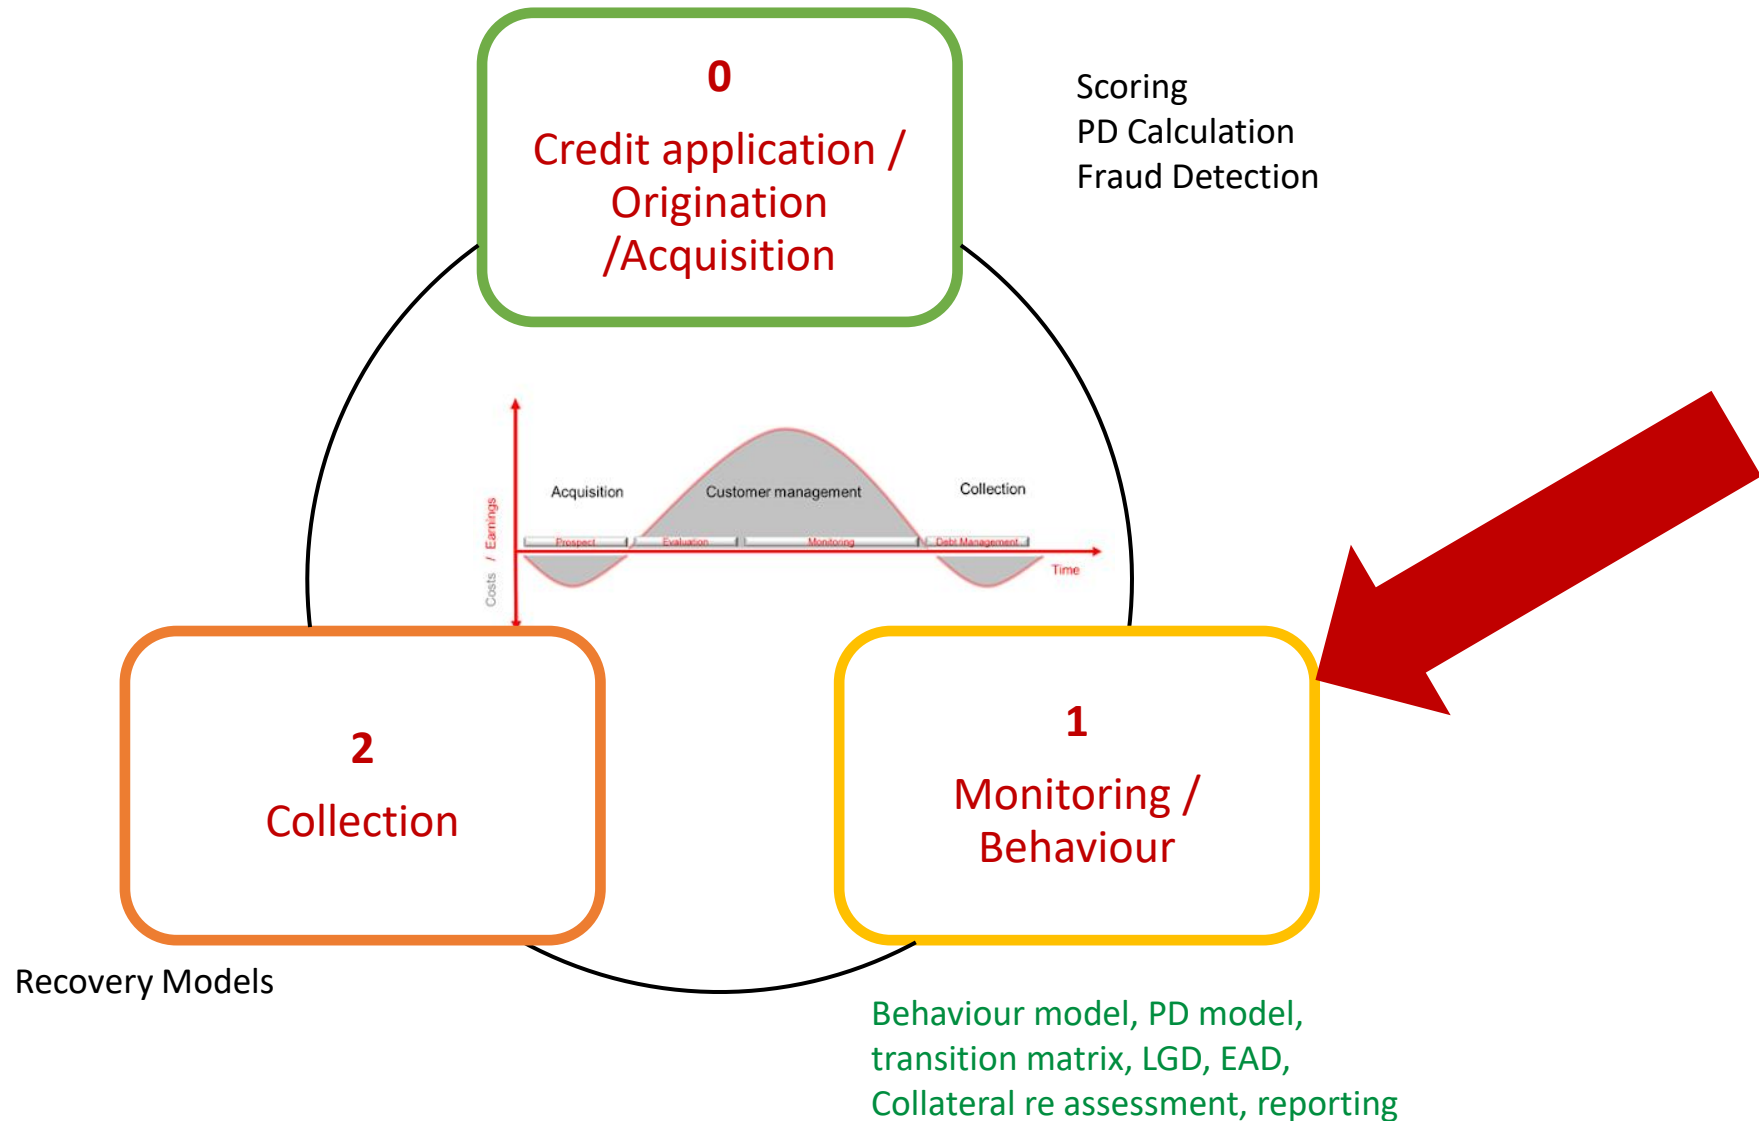 0
Credit application /
Origination
/Acquisition
Scoring
PD Calculation
Fraud Detection
Acquisition
Customer management
Collection
Costs / Earnings
Prospect
Evaluation
Monitoring
Debt Management
Time
2
Collection
1
Monitoring /
Behaviour
Recovery Models
Behaviour model, PD model,
transition matrix, LGD, EAD,
Collateral re assessment, reporting